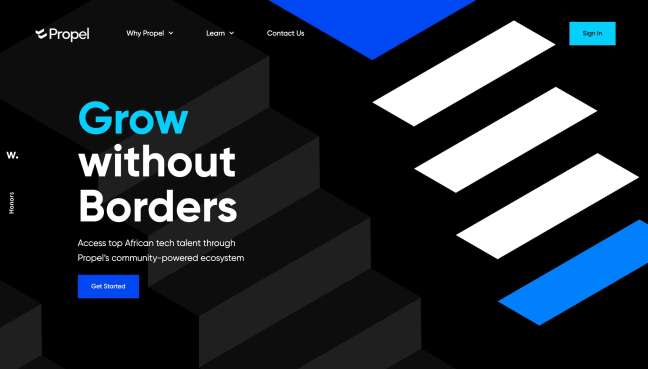 Propel
Why Propel
Learn
Contact Us
Sign In
Grow
without
Borders
Access top African tech talent through
Propel's community-powered ecosystem
Get Started
W.
Honors